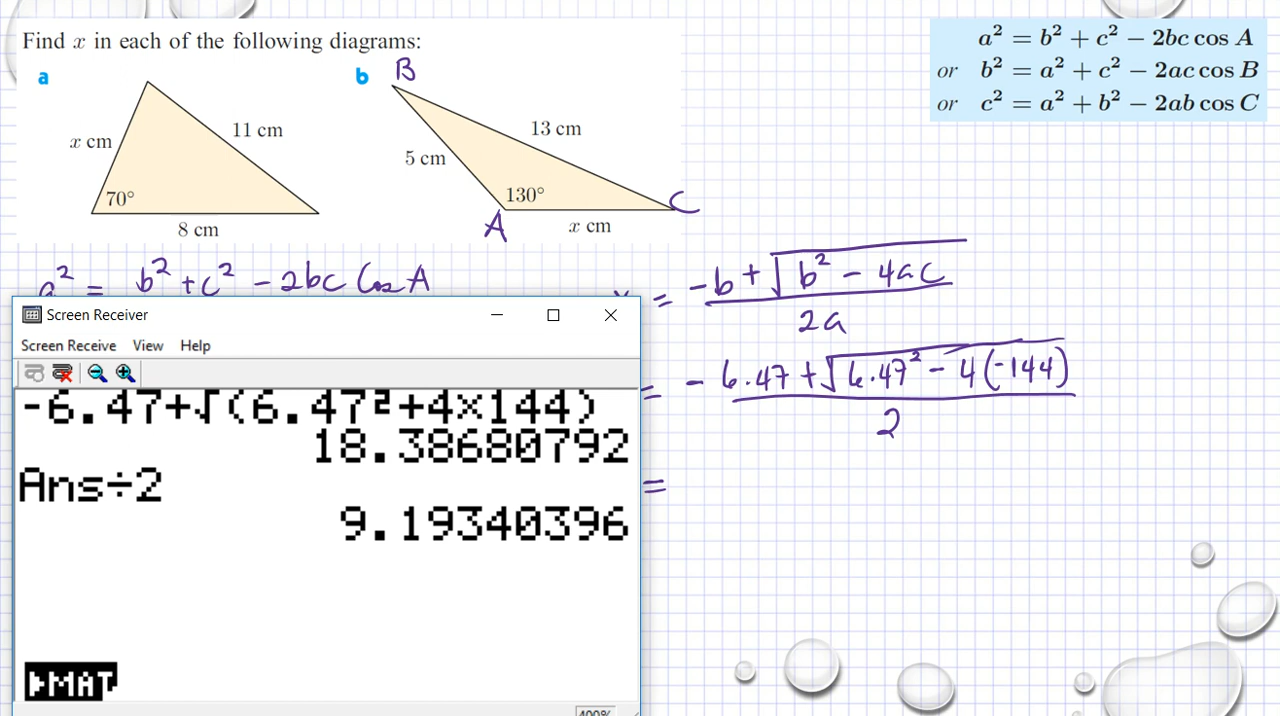 Find x in each of the following diagrams:
a
x cm
11 cm
70°
8 cm
b
B
13 cm
5 cm
130°
A
C
x cm
a² = b² + c² − 2bc cos A
or b² = a² + c² − 2ac cos B
or c² = a² + b² − 2ab cos C
a² = b² + c² − 2bc Cos A
= -b + √b² − 4ac
2a
= - 6.47 + √6.47² − 4(-144)
2
=
Screen Receiver
Screen Receive View Help
-6.47+√(6.47²+4×144)
18.38680792
Ans÷2
9.19340396
▶MAT